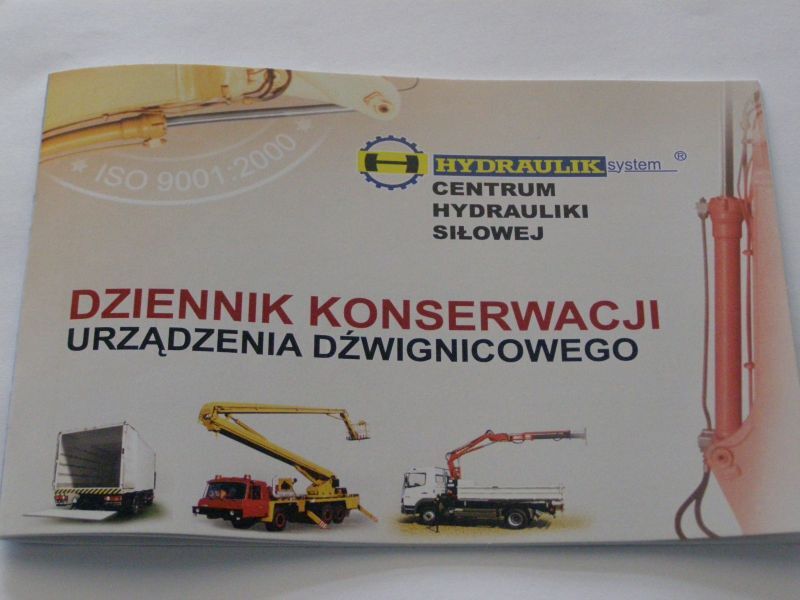 ★ ISO 9001:2000 ★
HYDRAULIK system ®
CENTRUM
HYDRAULIKI
SIŁOWEJ
DZIENNIK KONSERWACJI
URZĄDZENIA DŹWIGNICOWEGO